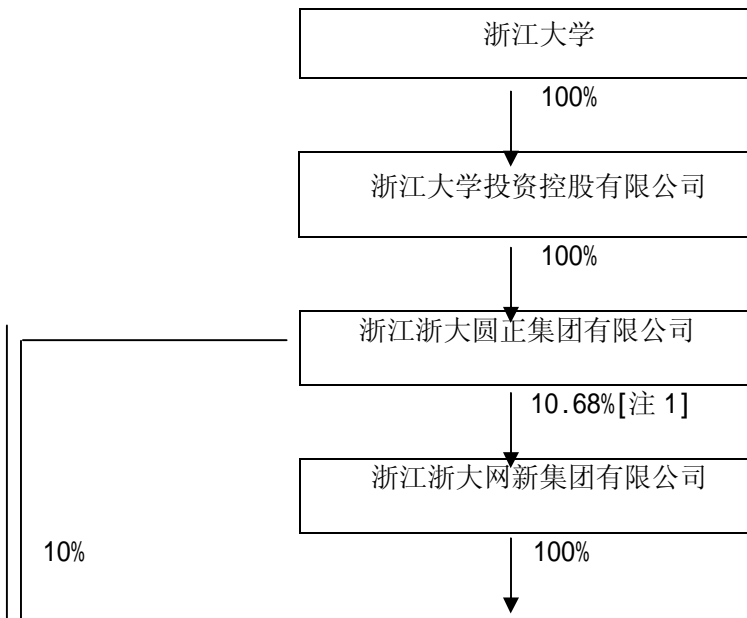 浙江大学
100%
浙江大学投资控股有限公司
100%
浙江浙大圆正集团有限公司
10.68%[注 1]
浙江浙大网新集团有限公司
10%
100%